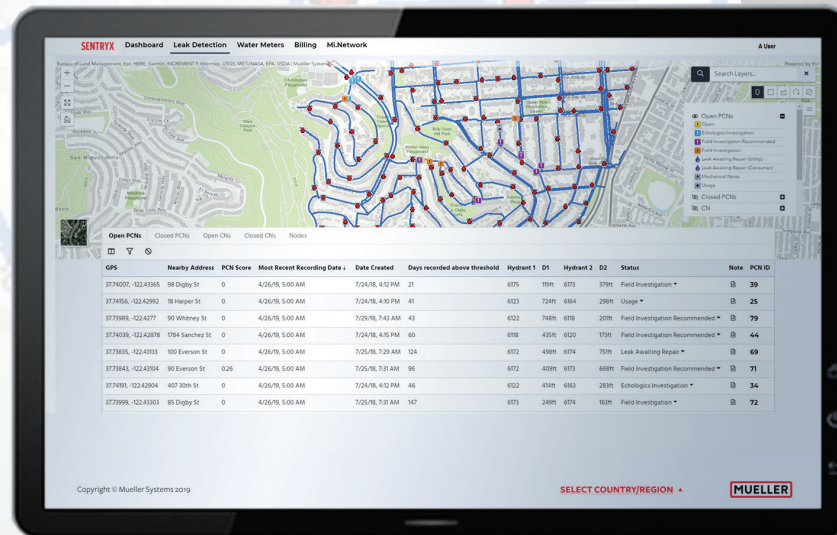 SENTRYX Dashboard Leak Detection Water Meters Billing Mi.Network A User
Powered by Esri
Search Layers...
Open PCNs
Open
Echologics Investigation
Field Investigation Recommended
Field Investigation
Leak Awaiting Repair (Utility)
Leak Awaiting Repair (Consumer)
Mechanical Noise
Usage
Closed PCNs
CN
Open PCNs Closed PCNs Open CNs Closed CNs Nodes
GPS Nearby Address PCN Score Most Recent Recording Date ↓ Date Created Days recorded above threshold Hydrant 1 D1 Hydrant 2 D2 Status Note PCN ID
37.74007, -122.43365 98 Digby St 0 4/26/19, 5:00 AM 7/24/18, 4:12 PM 21 6175 119ft 6173 379ft Field Investigation 39
37.74156, -122.42992 18 Harper St 0 4/26/19, 5:00 AM 7/24/18, 4:10 PM 41 6123 724ft 6164 298ft Usage 25
37.73989, -122.4277 90 Whitney St 0 4/26/19, 5:00 AM 7/29/18, 7:43 AM 43 6122 748ft 6118 201ft Field Investigation Recommended 79
37.74039, -122.42878 1784 Sanchez St 0 4/26/19, 5:00 AM 7/24/18, 4:15 PM 60 6118 435ft 6120 173ft Field Investigation Recommended 44
37.73835, -122.43133 100 Everson St 0 4/26/19, 5:00 AM 7/25/18, 7:29 AM 124 6172 498ft 6174 751ft Leak Awaiting Repair 69
37.73843, -122.43104 90 Everson St 0.26 4/26/19, 5:00 AM 7/25/18, 7:31 AM 96 6172 409ft 6173 668ft Field Investigation Recommended 71
37.74191, -122.42904 407 30th St 0 4/26/19, 5:00 AM 7/24/18, 4:12 PM 46 6122 414ft 6163 283ft Echologics Investigation 34
37.73999, -122.43303 85 Digby St 0 4/26/19, 5:00 AM 7/25/18, 7:31 AM 147 6173 249ft 6174 163ft Field Investigation 72
Copyright © Mueller Systems 2019 SELECT COUNTRY/REGION MUELLER